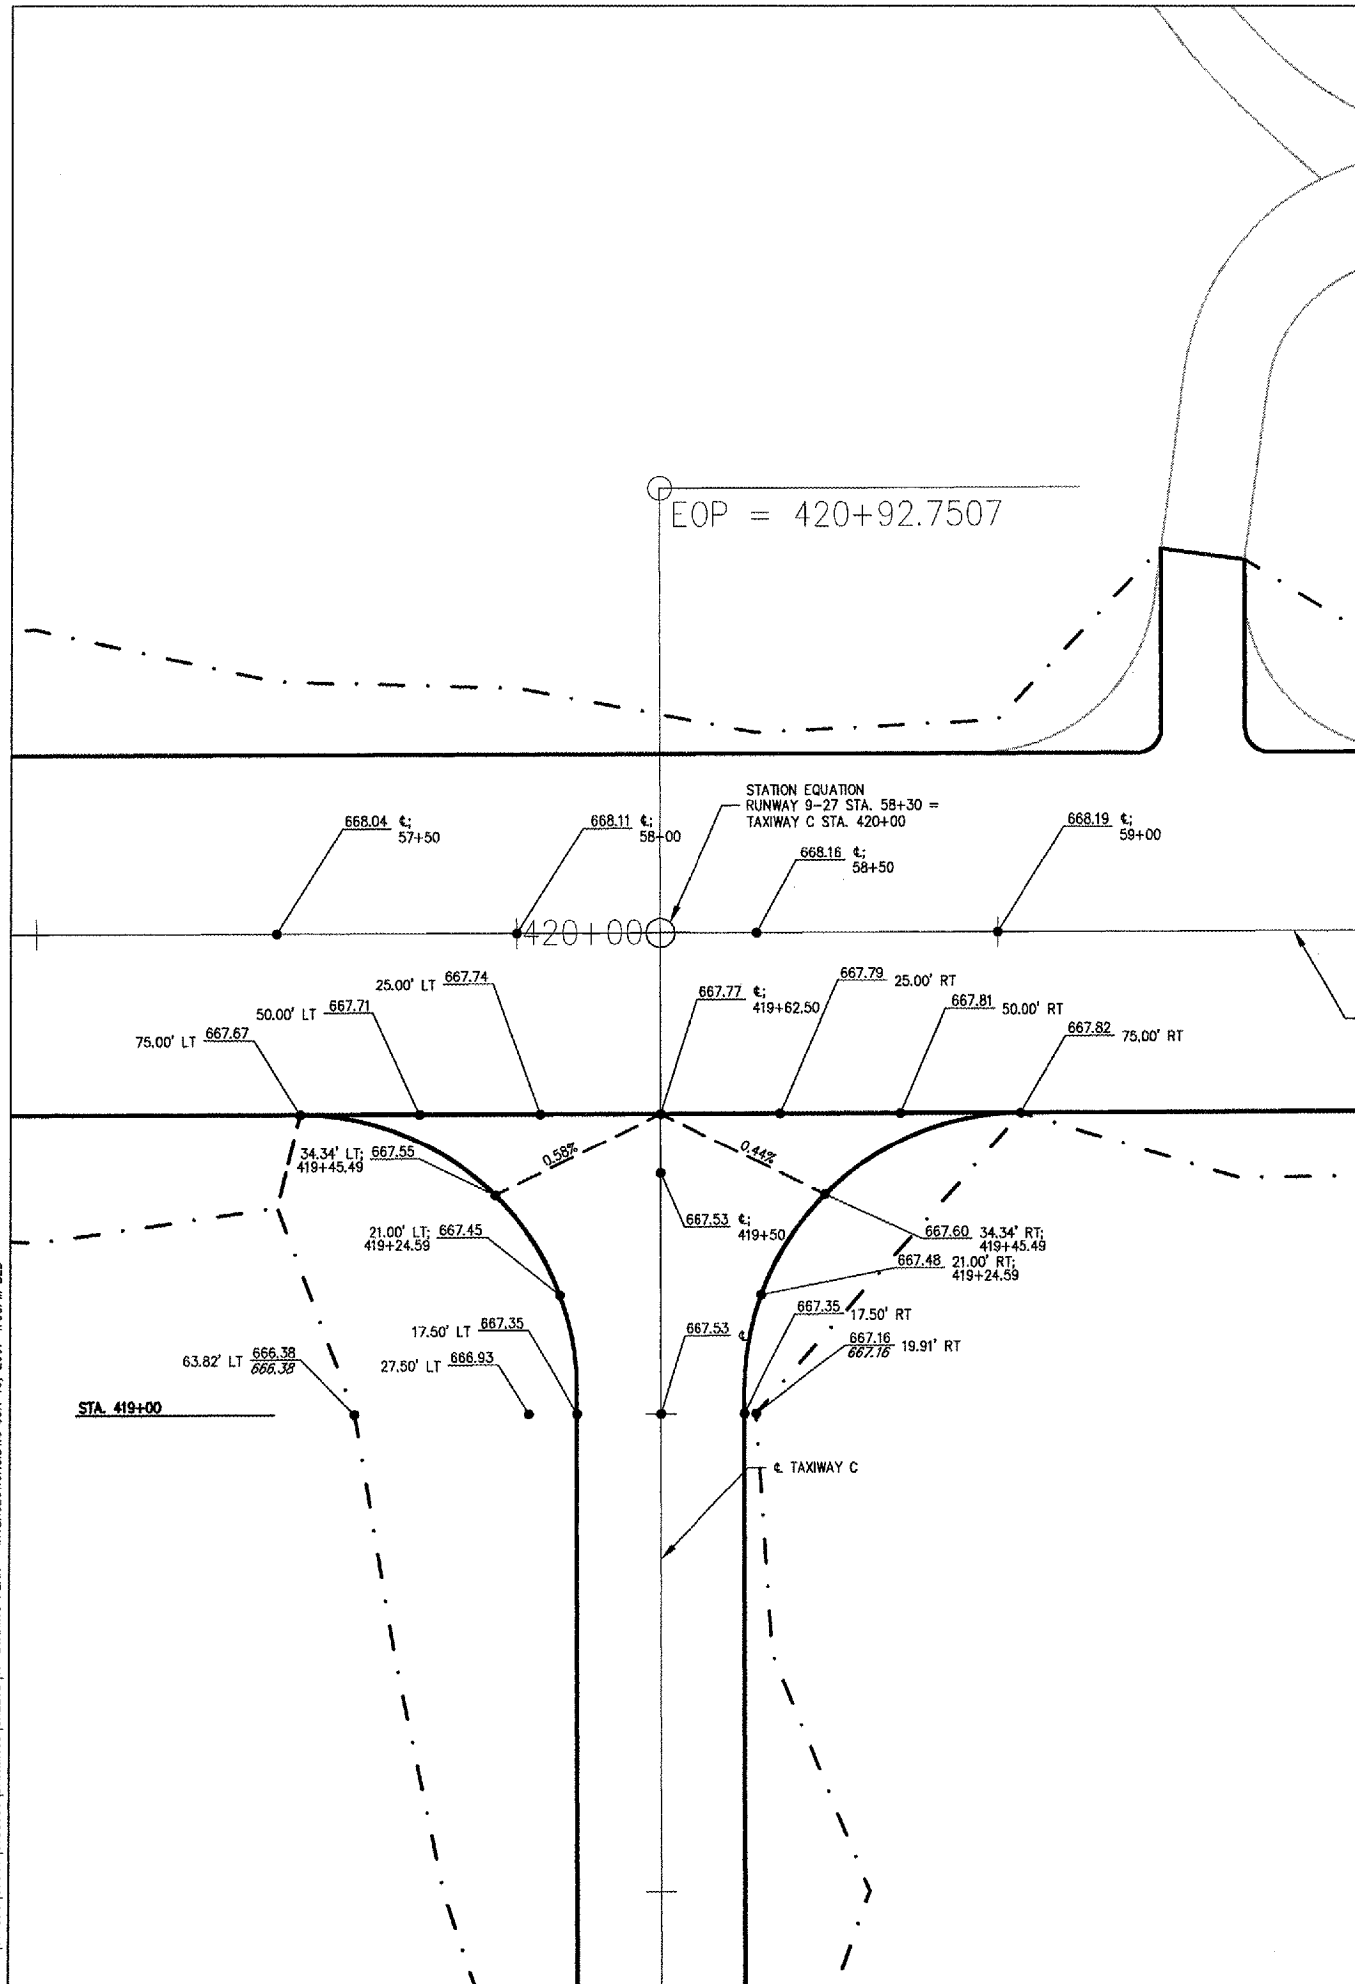 EOP = 420+92.7507
STATION EQUATION
RUNWAY 9-27 STA. 58+30 =
TAXIWAY C STA. 420+00
668.04 ℄;
57+50
668.11 ℄;
58+00
668.16 ℄;
58+50
668.19 ℄;
59+00
420+00
75.00' LT 667.67
50.00' LT 667.71
25.00' LT 667.74
667.77 ℄;
419+62.50
667.79 25.00' RT
667.81 50.00' RT
667.82 75.00' RT
34.34' LT; 667.55
419+45.49
0.58%
0.44%
21.00' LT; 667.45
419+24.59
667.53 ℄;
419+50
667.60 34.34' RT;
419+45.49
667.48 21.00' RT;
419+24.59
17.50' LT 667.35
667.53 ℄
667.35 17.50' RT
63.82' LT 666.38
666.38
27.50' LT 666.93
667.16 19.91' RT
667.16
STA. 419+00
℄ TAXIWAY C